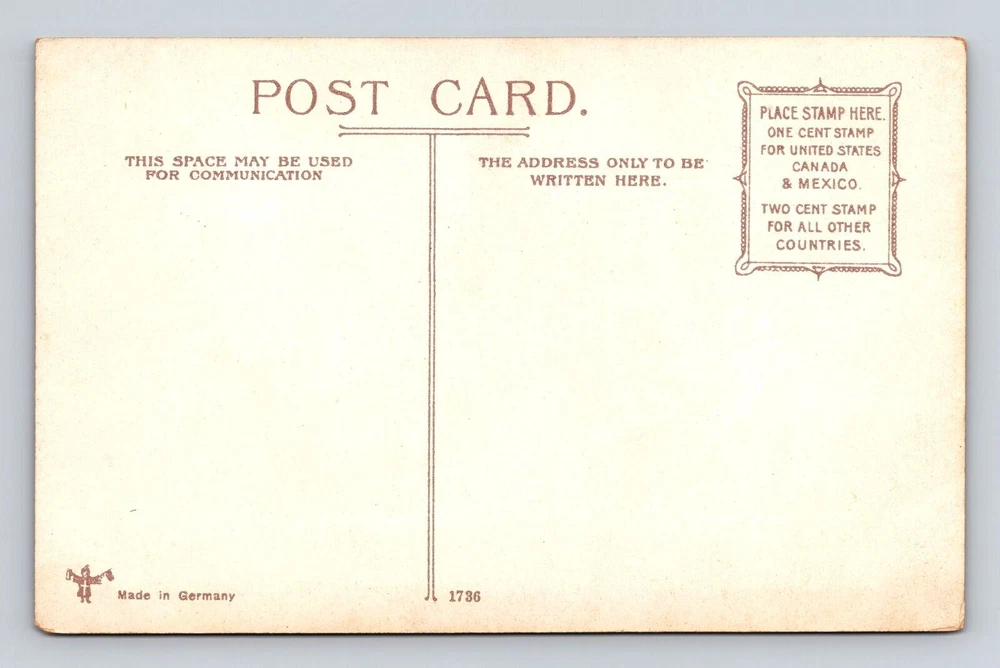 POST CARD.
THIS SPACE MAY BE USED
FOR COMMUNICATION
THE ADDRESS ONLY TO BE
WRITTEN HERE.
PLACE STAMP HERE.
ONE CENT STAMP
FOR UNITED STATES
CANADA
& MEXICO.
TWO CENT STAMP
FOR ALL OTHER
COUNTRIES.
Made in Germany
1736